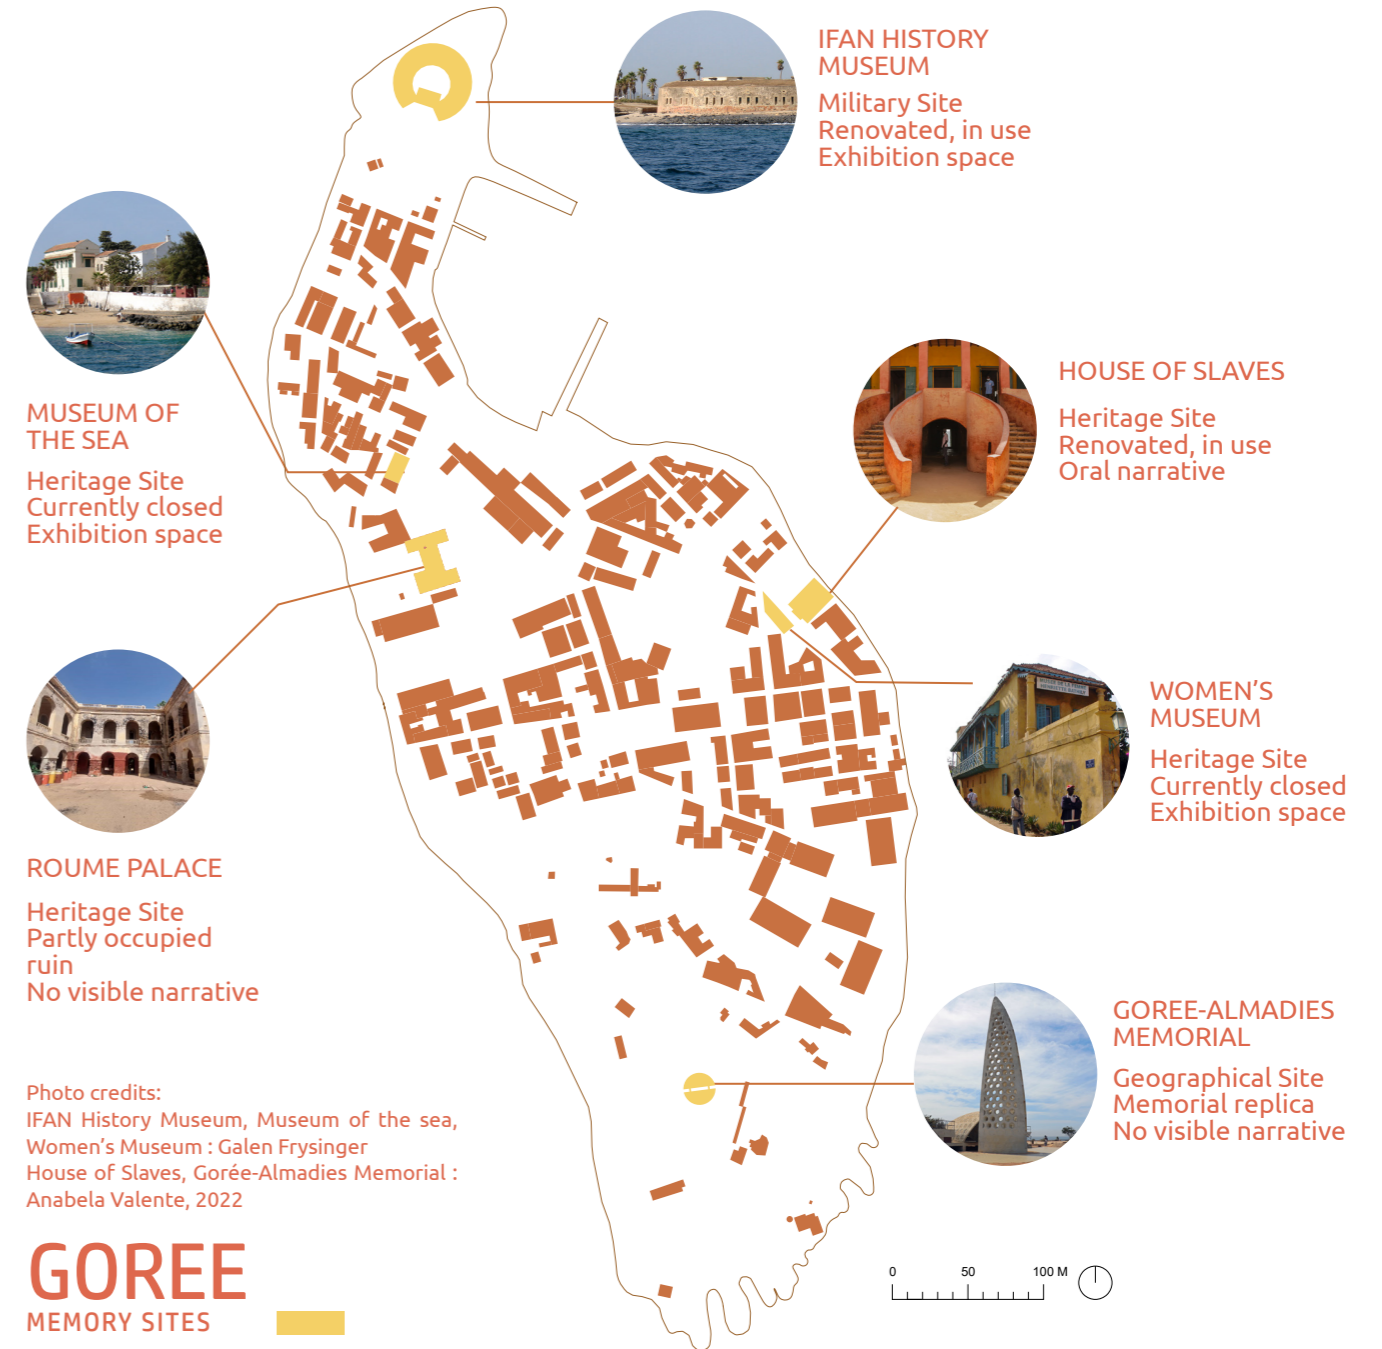 IFAN HISTORY
MUSEUM
Military Site
Renovated, in use
Exhibition space
MUSEUM OF
THE SEA
Heritage Site
Currently closed
Exhibition space
HOUSE OF SLAVES
Heritage Site
Renovated, in use
Oral narrative
WOMEN’S
MUSEUM
Heritage Site
Currently closed
Exhibition space
ROUME PALACE
Heritage Site
Partly occupied
ruin
No visible narrative
GOREE-ALMADIES
MEMORIAL
Geographical Site
Memorial replica
No visible narrative
Photo credits:
IFAN History Museum, Museum of the sea,
Women’s Museum : Galen Frysinger
House of Slaves, Gorée-Almadies Memorial :
Anabela Valente, 2022
GOREE
MEMORY SITES
0 50 100 M